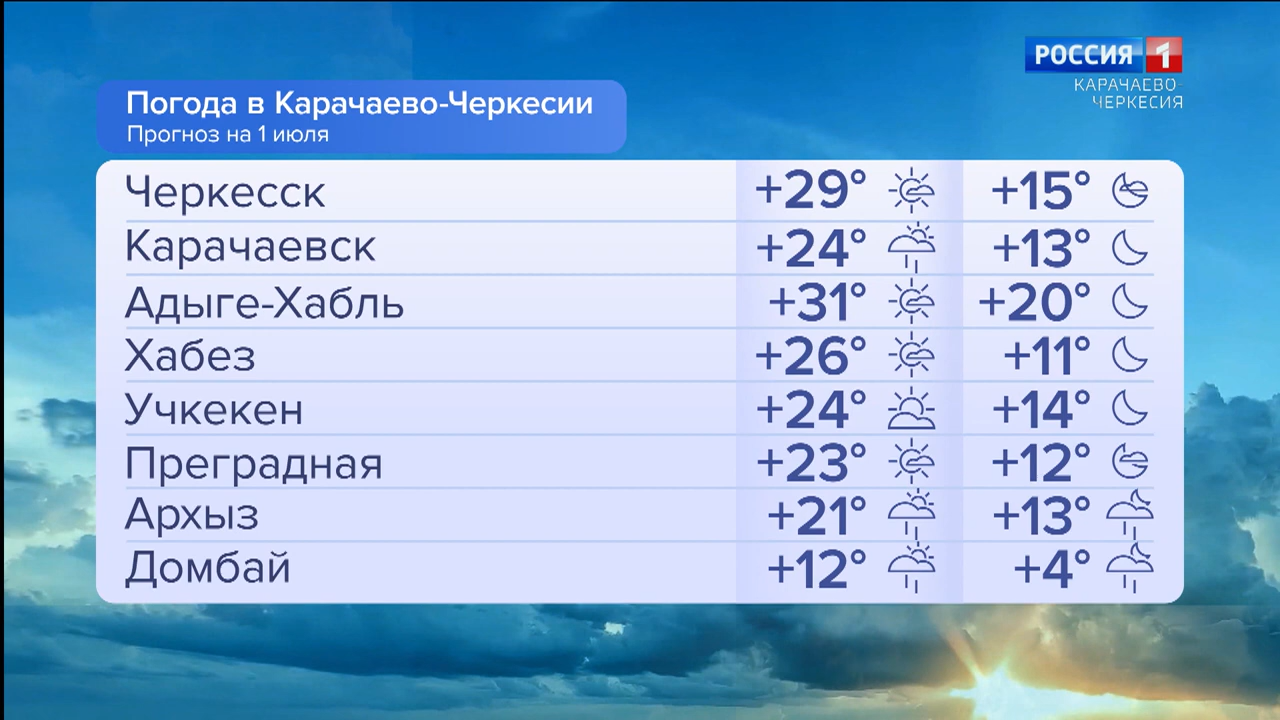 РОССИЯ 1
КАРАЧАЕВО-
ЧЕРКЕСИЯ
Погода в Карачаево-Черкесии
Прогноз на 1 июля
Черкесск +29° +15°
Карачаевск +24° +13°
Адыге-Хабль +31° +20°
Хабез +26° +11°
Учкекен +24° +14°
Преградная +23° +12°
Архыз +21° +13°
Домбай +12° +4°